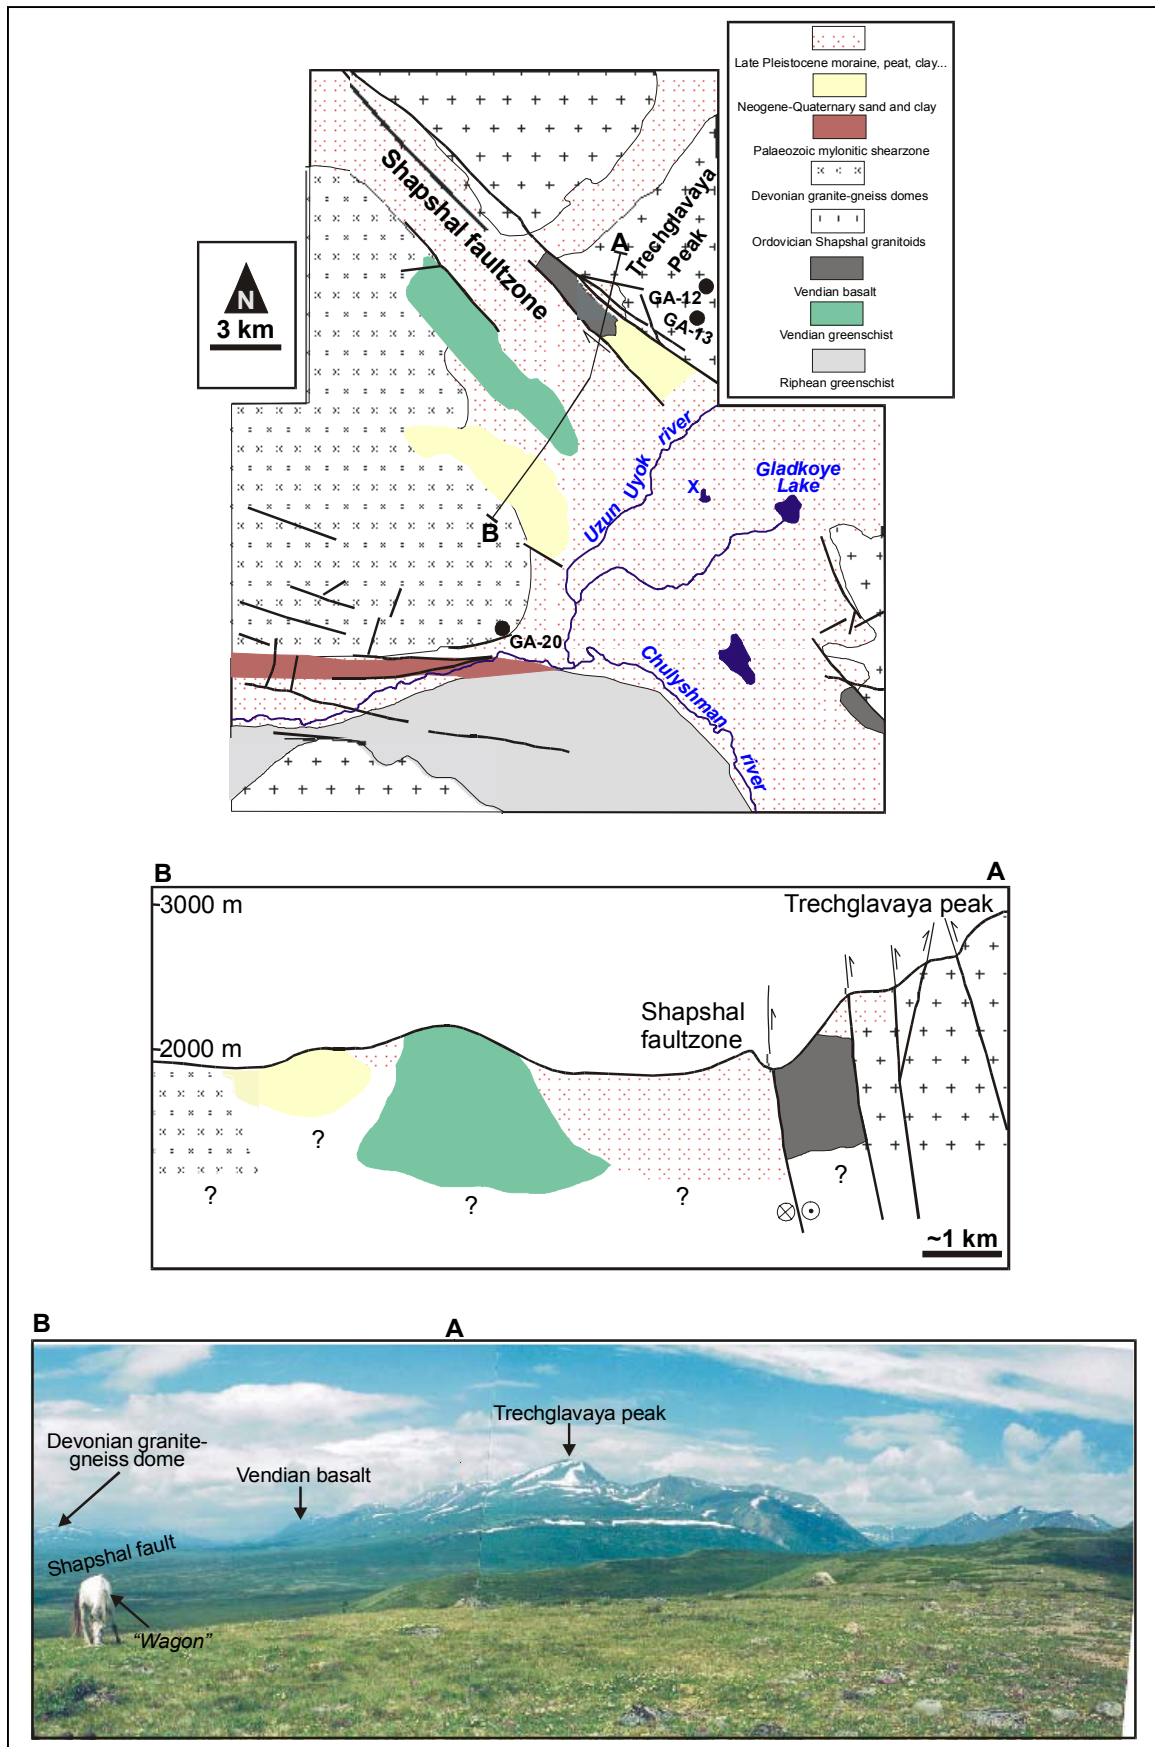 Late Pleistocene moraine, peat, clay...
Neogene-Quaternary sand and clay
Palaeozoic mylonitic shearzone
Devonian granite-gneiss domes
Ordovician Shapshal granitoids
Vendian basalt
Vendian greenschist
Riphean greenschist
N
3 km
Shapshal faultzone
Trechglavaya
Peak
A
GA-12
GA-13
Uzun Uyok river
X
Gladkoye
Lake
B
GA-20
Chulyshman
river
B
A
3000 m
Trechglavaya peak
Shapshal
faultzone
2000 m
?
?
?
?
?
~1 km
B
A
Trechglavaya peak
Devonian granite-
gneiss dome
Vendian basalt
Shapshal fault
“Wagon”